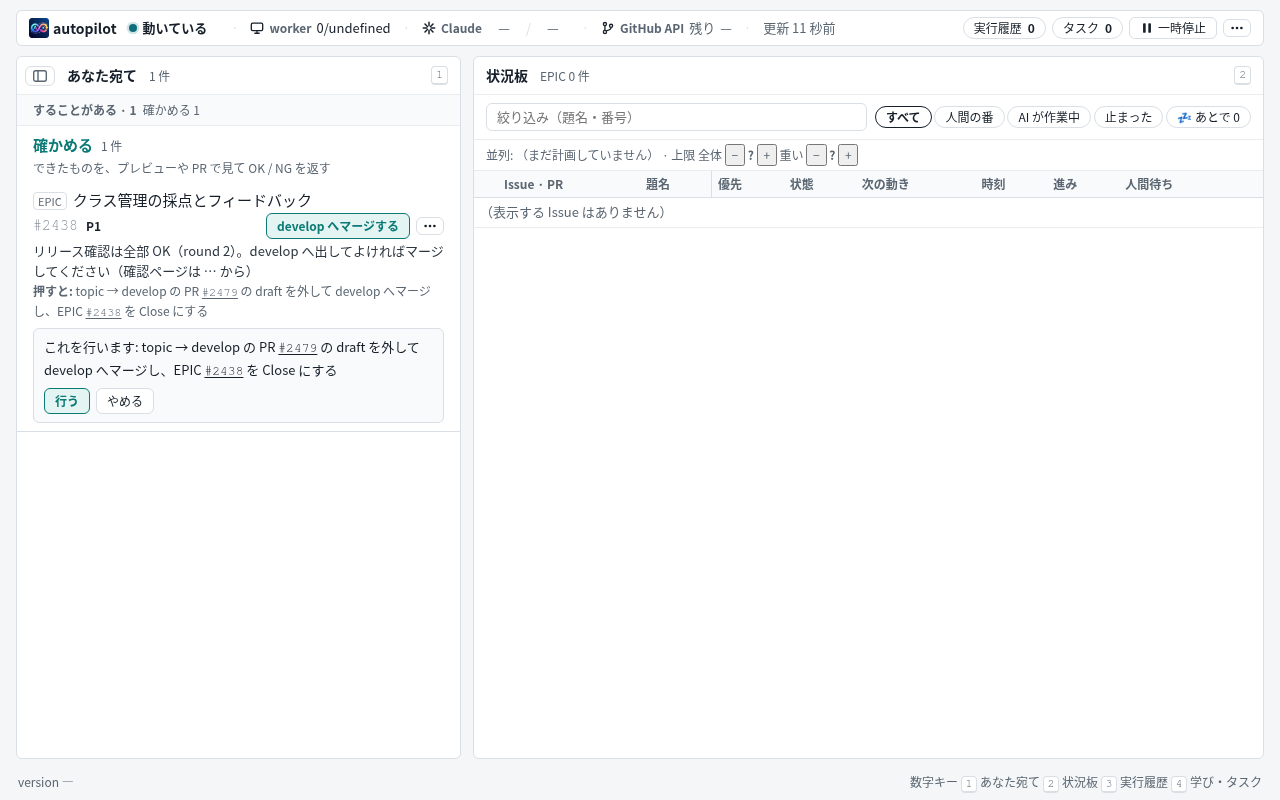 autopilot 動いている · worker 0/undefined · Claude — / — · GitHub API 残り — · 更新 11 秒前 実行履歴 0 タスク 0 一時停止 ···
あなた宛て 1 件 1
することがある · 1 確かめる 1
確かめる 1 件
できたものを、プレビューや PR で見て OK / NG を返す
EPIC クラス管理の採点とフィードバック
#2438 P1 develop へマージする ···
リリース確認は全部 OK（round 2）。develop へ出してよければマージ
してください（確認ページは … から）
押すと: topic → develop の PR #2479 の draft を外して develop へマージ
し、EPIC #2438 を Close にする
これを行います: topic → develop の PR #2479 の draft を外して
develop へマージし、EPIC #2438 を Close にする
行う やめる
状況板 EPIC 0 件 2
絞り込み（題名・番号） すべて 人間の番 AI が作業中 止まった 💤 あとで 0
並列: （まだ計画していません） · 上限 全体 − ? + 重い − ? +
Issue · PR 題名 優先 状態 次の動き 時刻 進み 人間待ち
（表示する Issue はありません）
version —
数字キー 1 あなた宛て 2 状況板 3 実行履歴 4 学び・タスク